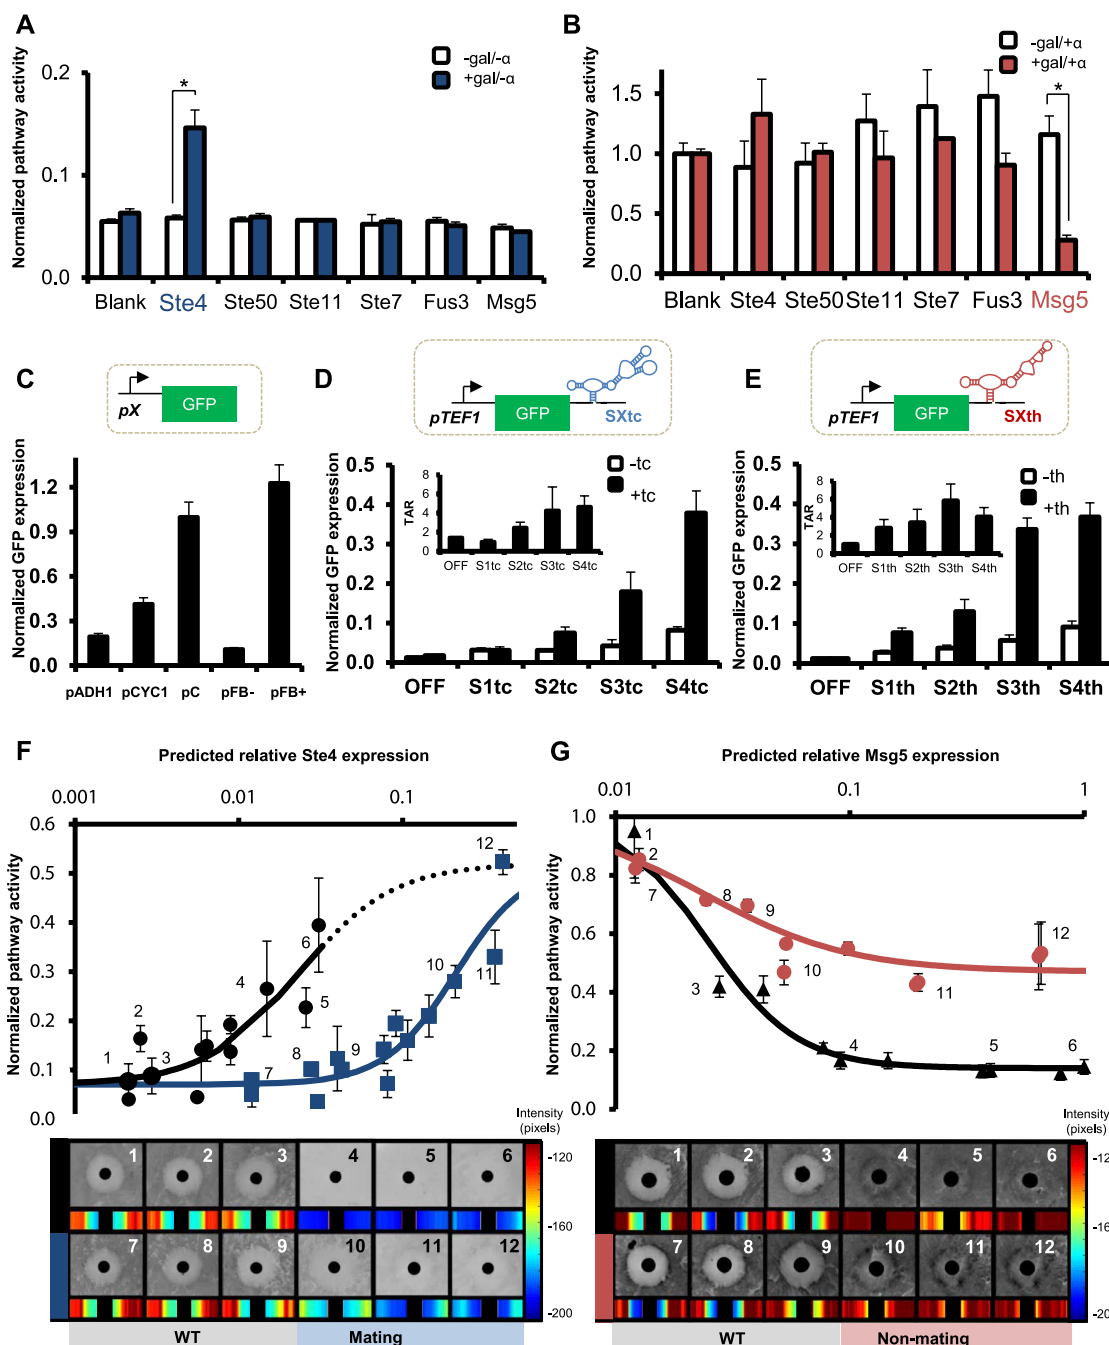 A
Normalized pathway activity
0.2
0.1
0.0
-gal/-α
+gal/-α
*
Blank
Ste4
Ste50
Ste11
Ste7
Fus3
Msg5
B
Normalized pathway activity
1.5
1.0
0.5
0.0
-gal/+α
+gal/+α
*
Blank
Ste4
Ste50
Ste11
Ste7
Fus3
Msg5
C
pX
GFP
Normalized GFP expression
1.2
0.9
0.6
0.3
0.0
pADH1
pCYC1
pC
pFB-
pFB+
D
pTEF1
GFP
SXtc
Normalized GFP expression
0.5
0.4
0.3
0.2
0.1
0.0
-tc
+tc
TAR
8
6
4
2
0
OFF
S1tc
S2tc
S3tc
S4tc
OFF
S1tc
S2tc
S3tc
S4tc
E
pTEF1
GFP
SXth
Normalized GFP expression
0.5
0.4
0.3
0.2
0.1
0.0
-th
+th
TAR
8
6
4
2
0
OFF
S1th
S2th
S3th
S4th
OFF
S1th
S2th
S3th
S4th
F
Predicted relative Ste4 expression
0.001
0.01
0.1
Normalized pathway activity
0.6
0.5
0.4
0.3
0.2
0.1
0.0
1
2
3
4
5
6
7
8
9
10
11
12
Intensity
(pixels)
-120
-160
-200
1
2
3
4
5
6
7
8
9
10
11
12
WT
Mating
G
Predicted relative Msg5 expression
0.01
0.1
1
Normalized pathway activity
1.0
0.8
0.6
0.4
0.2
0.0
1
2
7
8
9
3
10
11
12
4
5
6
Intensity
(pixels)
-12
-16
-20
1
2
3
4
5
6
7
8
9
10
11
12
WT
Non-mating